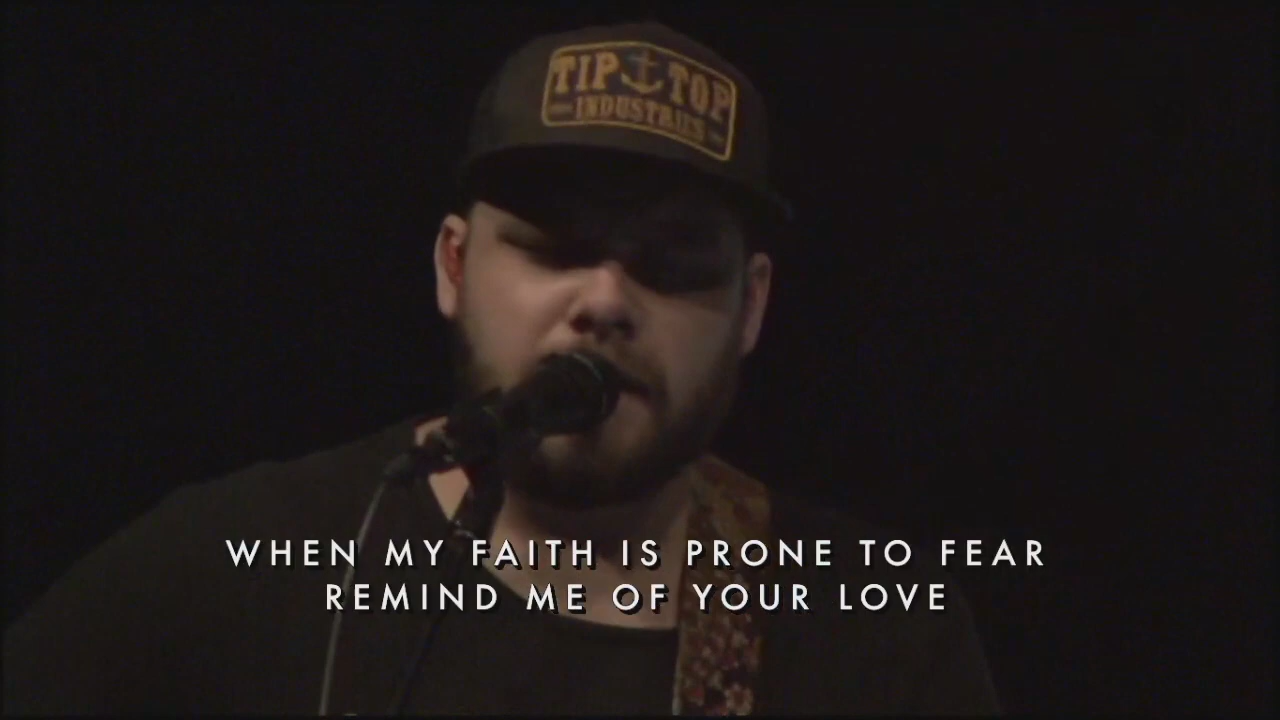 TIP TOP
INDUSTRIES
WHEN MY FAITH IS PRONE TO FEAR
REMIND ME OF YOUR LOVE